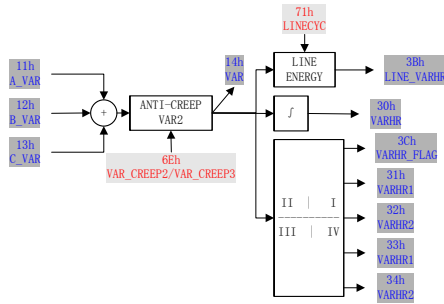 71h
LINECYC
11h
A_VAR
14h
VAR
LINE
ENERGY
3Bh
LINE_VARHR
12h
B_VAR
+
ANTI-CREEP
VAR2
∫
30h
VARHR
13h
C_VAR
6Eh
VAR_CREEP2/VAR_CREEP3
3Ch
VARHR_FLAG
II | I
III | IV
31h
VARHR1
32h
VARHR2
33h
VARHR1
34h
VARHR2